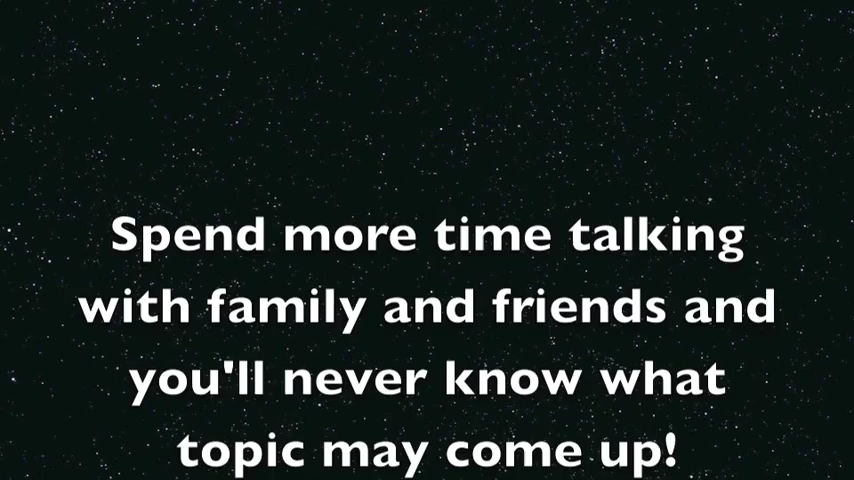 Spend more time talking
with family and friends and
you'll never know what
topic may come up!